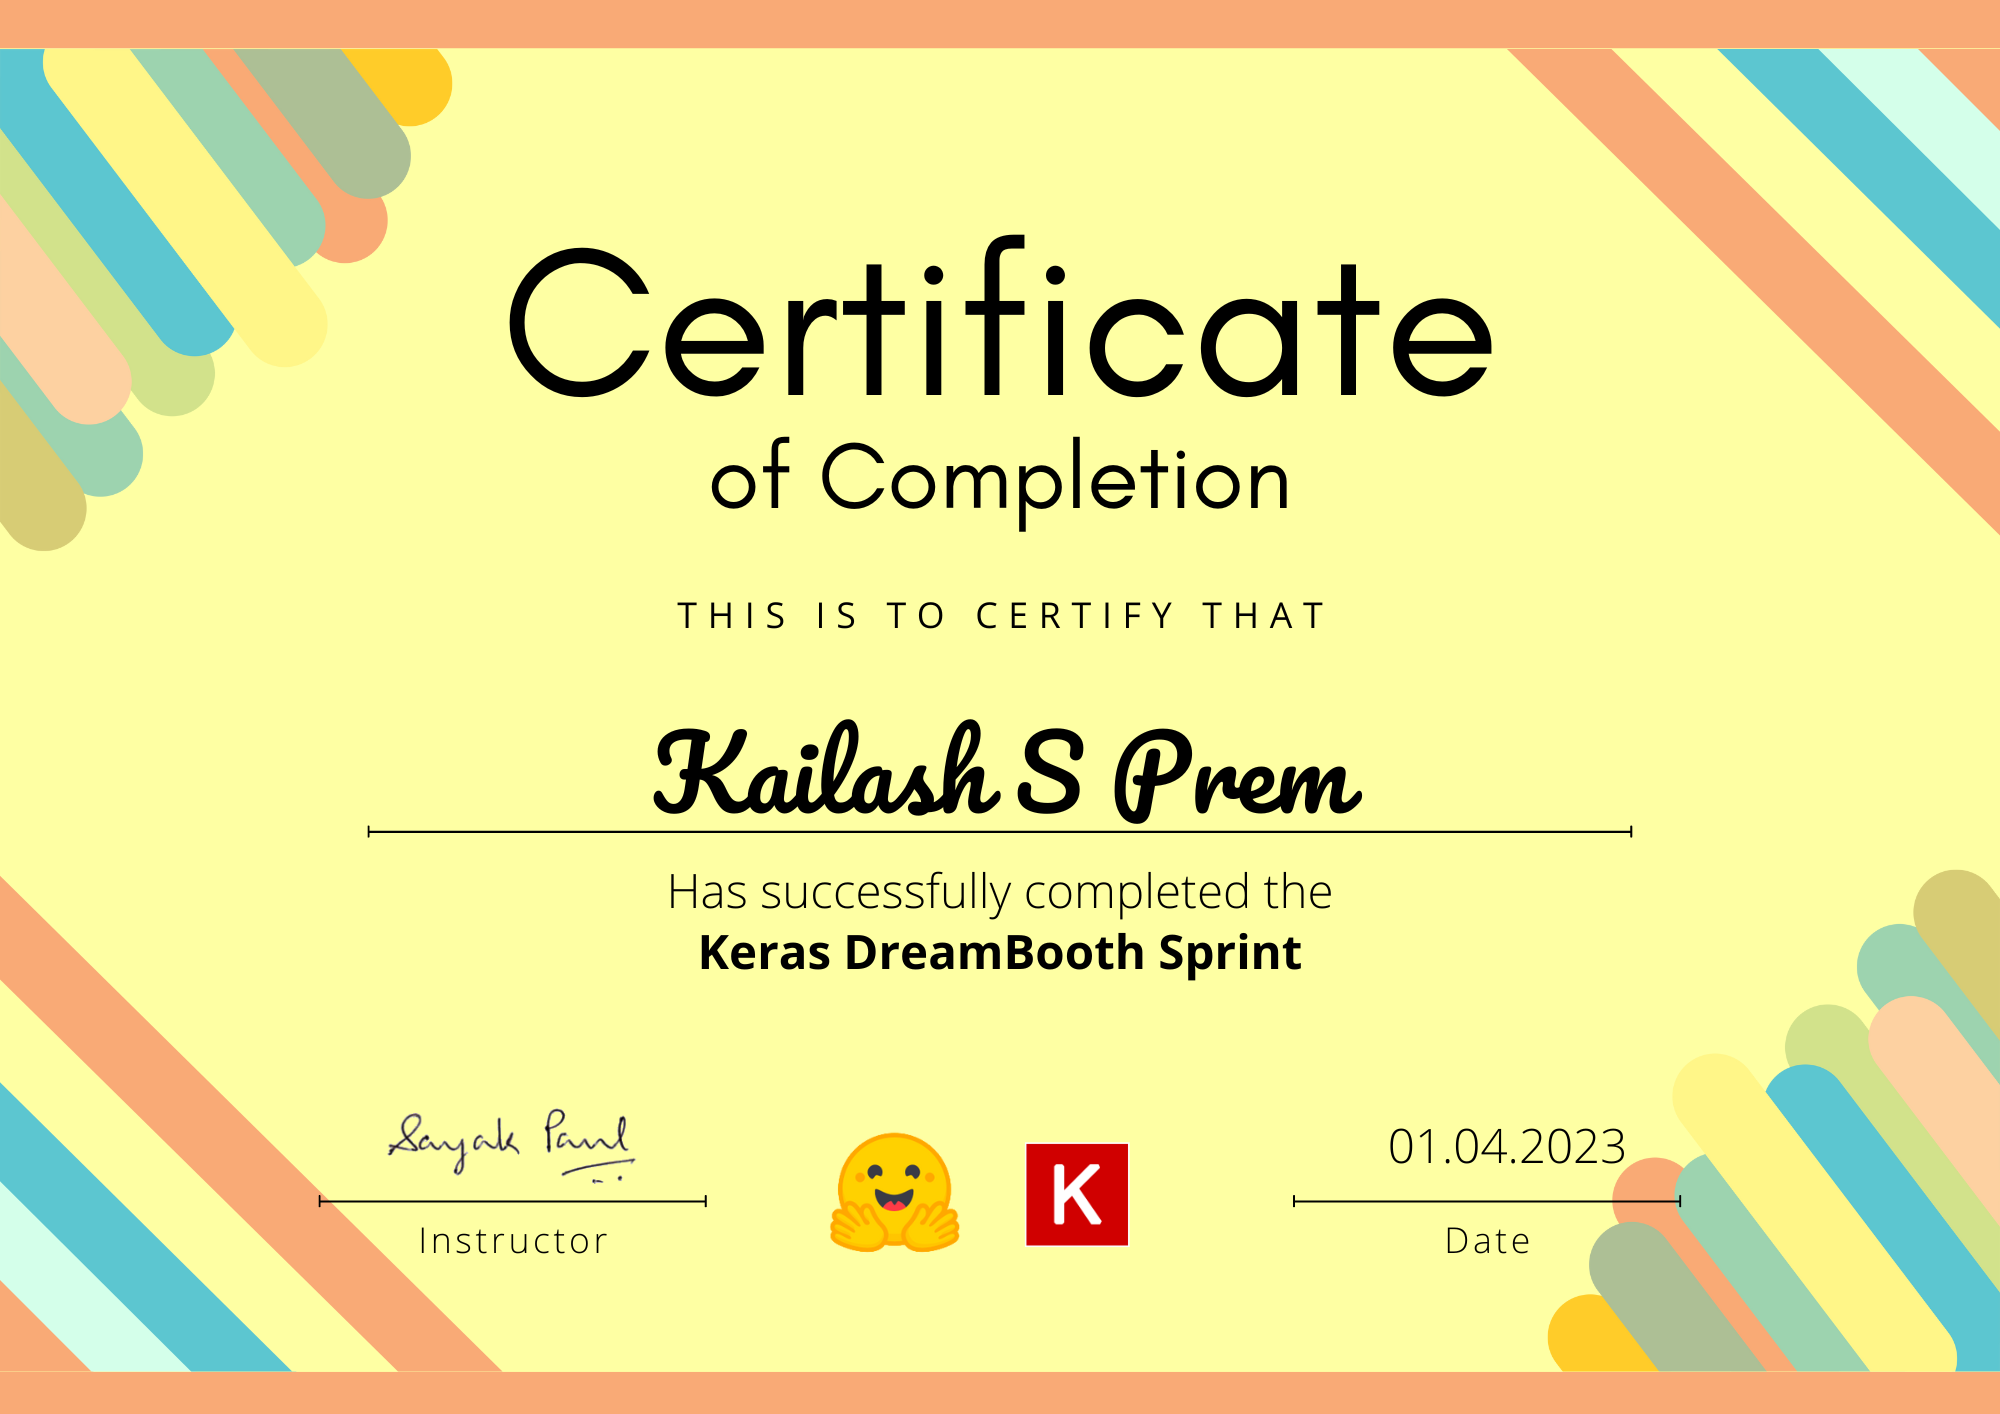 Certificate
of Completion
THIS IS TO CERTIFY THAT
Kailash S Prem
Has successfully completed the
Keras DreamBooth Sprint
Sayak Paul
Instructor
K
01.04.2023
Date